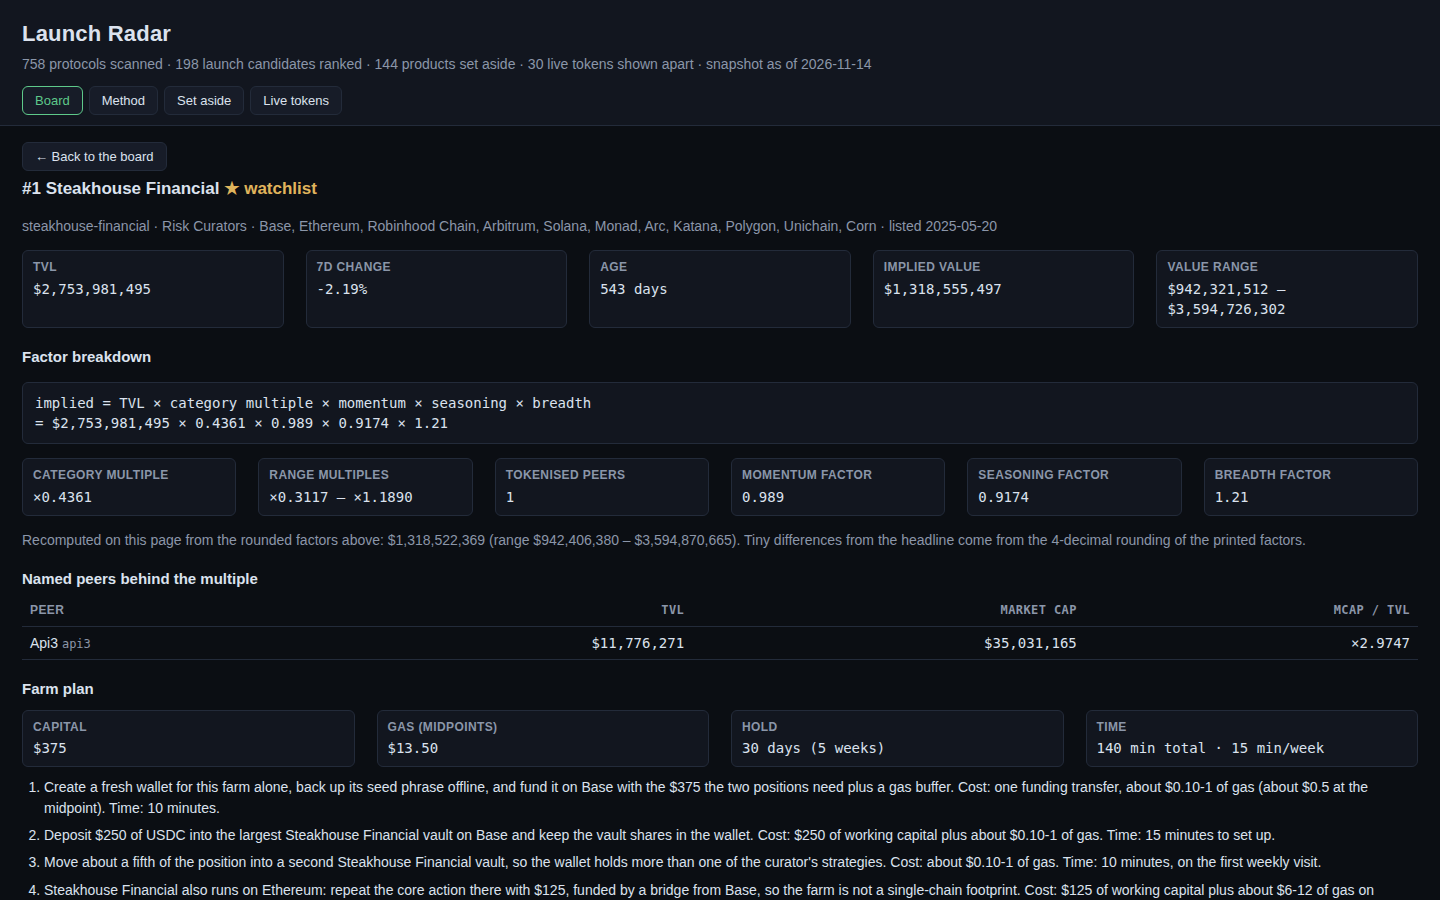 Launch Radar
758 protocols scanned · 198 launch candidates ranked · 144 products set aside · 30 live tokens shown apart · snapshot as of 2026-11-14
Board
Method
Set aside
Live tokens
← Back to the board
#1 Steakhouse Financial ★ watchlist
steakhouse-financial · Risk Curators · Base, Ethereum, Robinhood Chain, Arbitrum, Solana, Monad, Arc, Katana, Polygon, Unichain, Corn · listed 2025-05-20
TVL
$2,753,981,495
7D CHANGE
-2.19%
AGE
543 days
IMPLIED VALUE
$1,318,555,497
VALUE RANGE
$942,321,512 –
$3,594,726,302
Factor breakdown
implied = TVL × category multiple × momentum × seasoning × breadth
= $2,753,981,495 × 0.4361 × 0.989 × 0.9174 × 1.21
CATEGORY MULTIPLE
×0.4361
RANGE MULTIPLES
×0.3117 – ×1.1890
TOKENISED PEERS
1
MOMENTUM FACTOR
0.989
SEASONING FACTOR
0.9174
BREADTH FACTOR
1.21
Recomputed on this page from the rounded factors above: $1,318,522,369 (range $942,406,380 – $3,594,870,665). Tiny differences from the headline come from the 4-decimal rounding of the printed factors.
Named peers behind the multiple
PEER TVL MARKET CAP MCAP / TVL
Api3 api3 $11,776,271 $35,031,165 ×2.9747
Farm plan
CAPITAL
$375
GAS (MIDPOINTS)
$13.50
HOLD
30 days (5 weeks)
TIME
140 min total · 15 min/week
1. Create a fresh wallet for this farm alone, back up its seed phrase offline, and fund it on Base with the $375 the two positions need plus a gas buffer. Cost: one funding transfer, about $0.10-1 of gas (about $0.5 at the
midpoint). Time: 10 minutes.
2. Deposit $250 of USDC into the largest Steakhouse Financial vault on Base and keep the vault shares in the wallet. Cost: $250 of working capital plus about $0.10-1 of gas. Time: 15 minutes to set up.
3. Move about a fifth of the position into a second Steakhouse Financial vault, so the wallet holds more than one of the curator's strategies. Cost: about $0.10-1 of gas. Time: 10 minutes, on the first weekly visit.
4. Steakhouse Financial also runs on Ethereum: repeat the core action there with $125, funded by a bridge from Base, so the farm is not a single-chain footprint. Cost: $125 of working capital plus about $6-12 of gas on